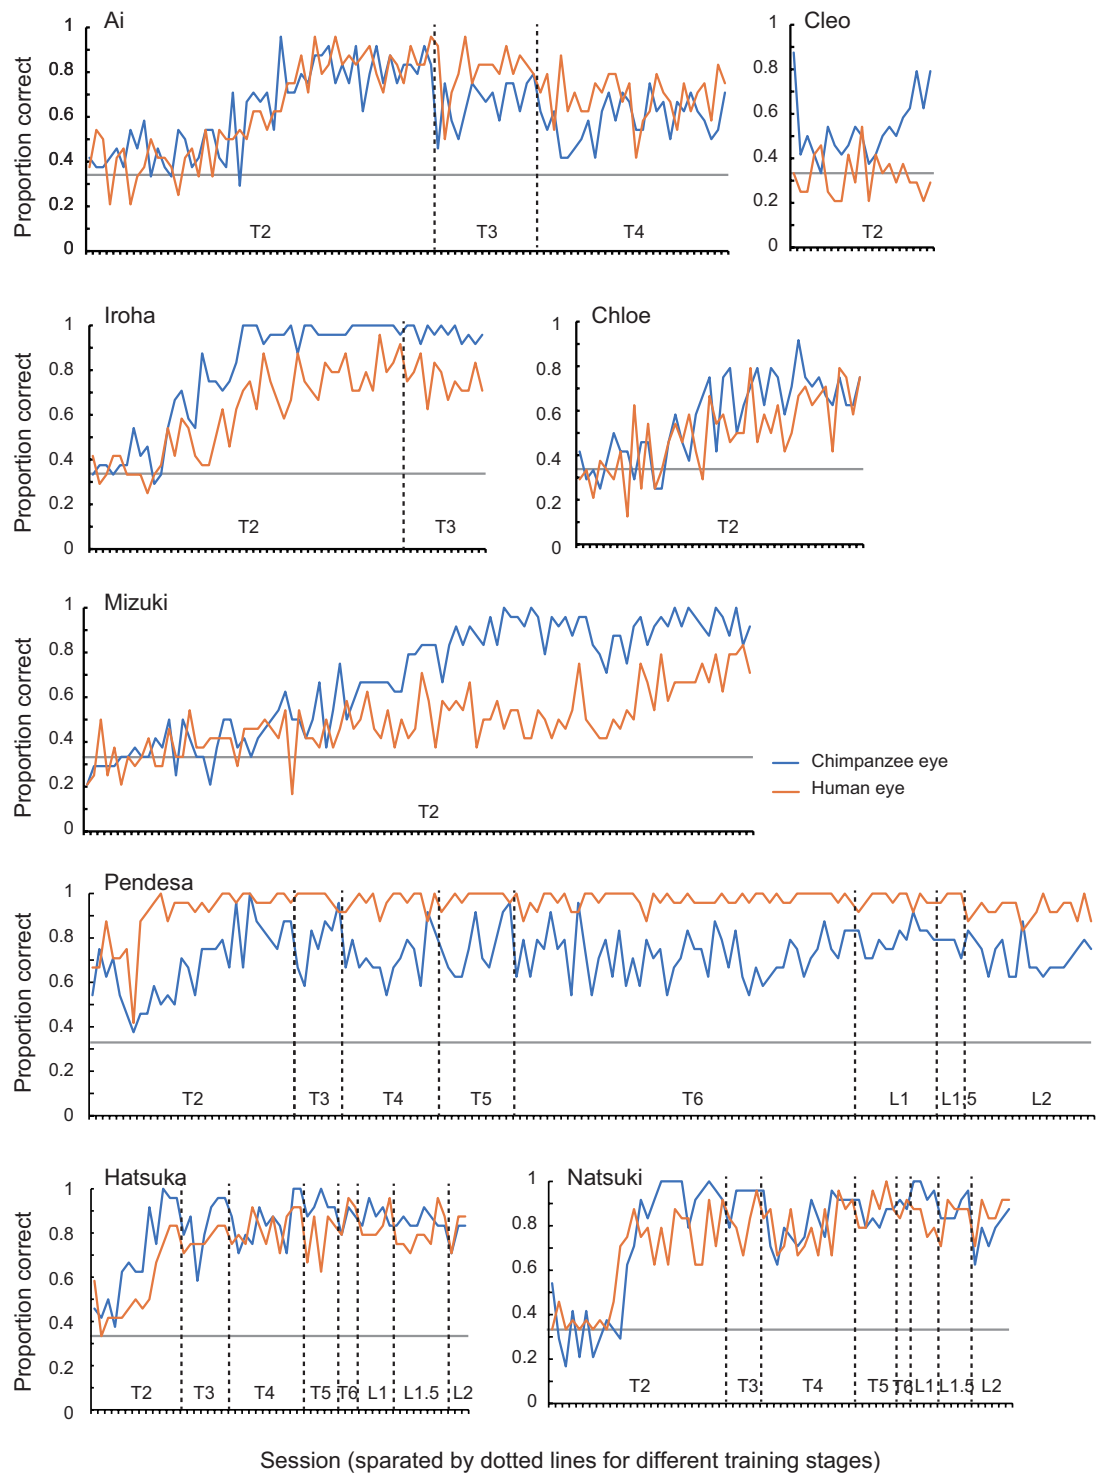 Ai
Proportion correct
1
0.8
0.6
0.4
0.2
0
T2 T3 T4
Cleo
1
0.8
0.6
0.4
0.2
0
T2
Iroha
Proportion correct
1
0.8
0.6
0.4
0.2
0
T2 T3
Chloe
1
0.8
0.6
0.4
0.2
0
T2
Mizuki
Proportion correct
1
0.8
0.6
0.4
0.2
0
T2
Chimpanzee eye
Human eye
Pendesa
Proportion correct
1
0.8
0.6
0.4
0.2
0
T2 T3 T4 T5 T6 L1 L1.5 L2
Hatsuka
Proportion correct
1
0.8
0.6
0.4
0.2
0
T2 T3 T4 T5 T6 L1 L1.5 L2
Natsuki
1
0.8
0.6
0.4
0.2
0
T2 T3 T4 T5 T6 L1 L1.5 L2
Session (sparated by dotted lines for different training stages)